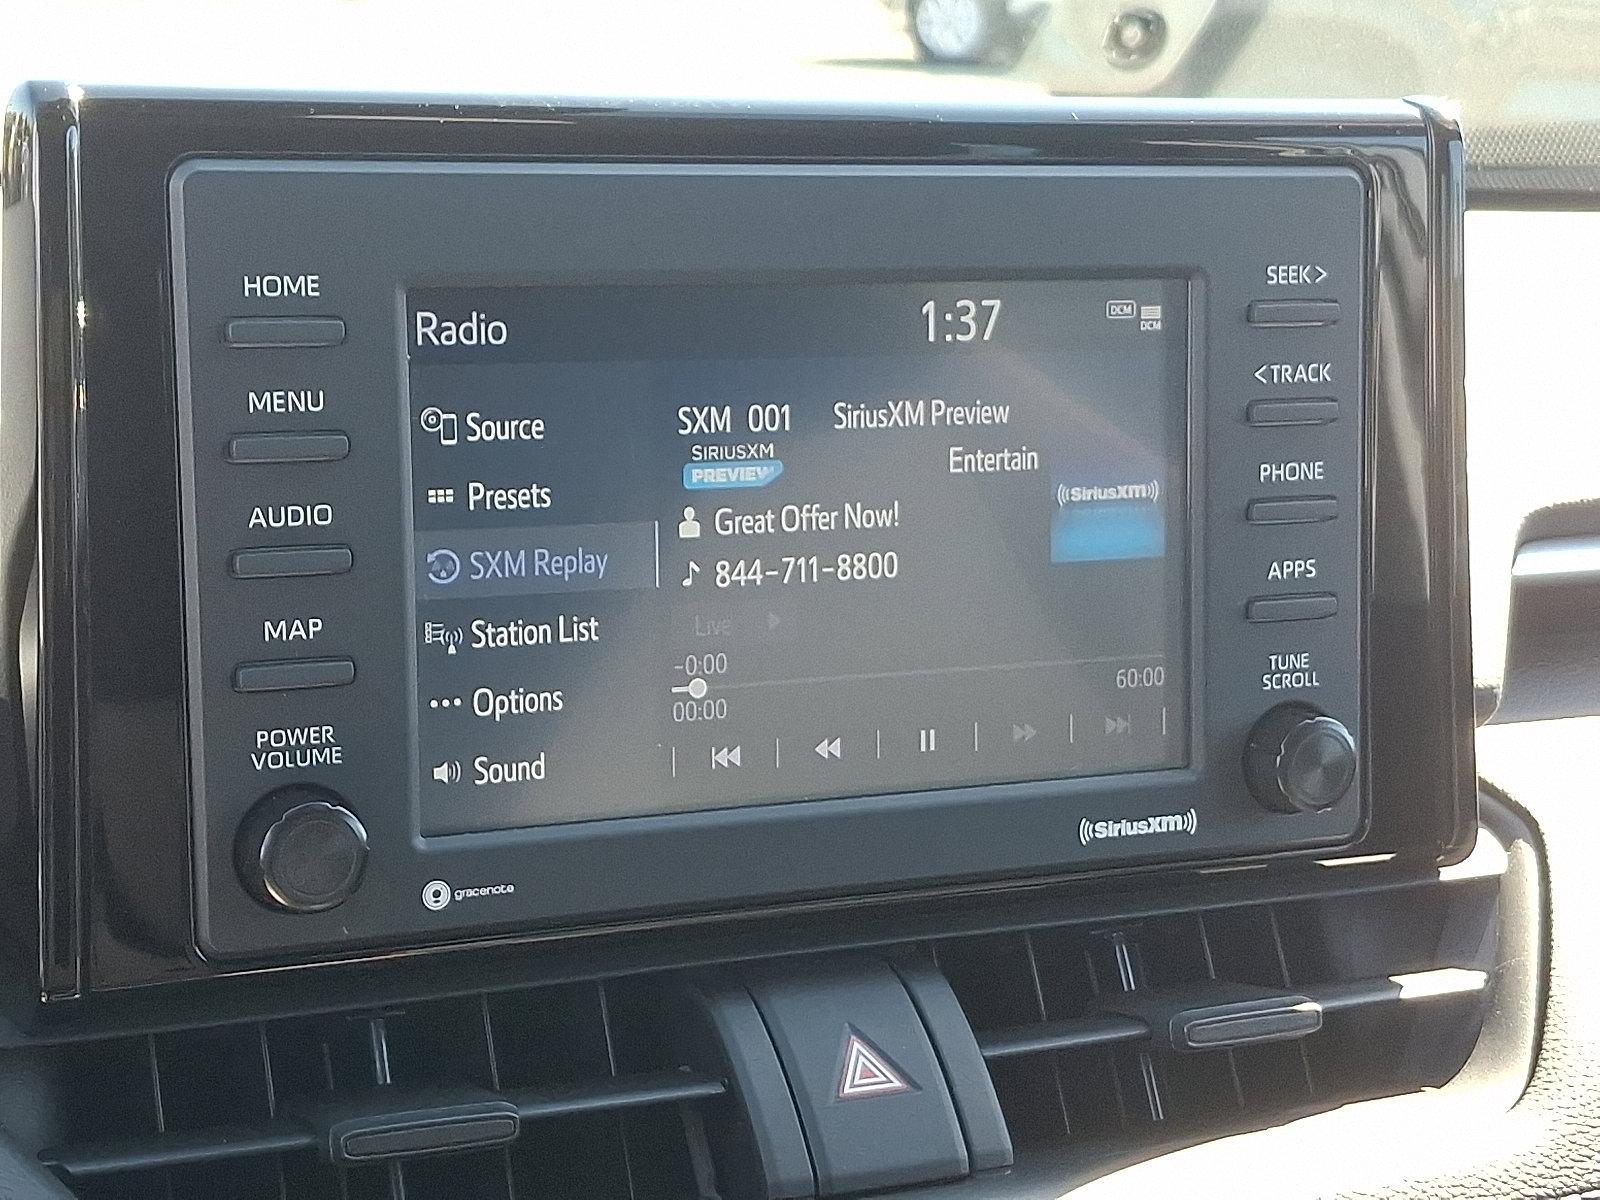 HOME
MENU
AUDIO
MAP
POWER
VOLUME
Radio
1:37
DCM
DCM
Source
Presets
SXM Replay
Station List
Options
Sound
SXM 001 SiriusXM Preview
SIRIUSXM
PREVIEW
Entertain
((SiriusXM))
Great Offer Now!
844-711-8800
Live
-0:00
00:00
60:00
SEEK>
<TRACK
PHONE
APPS
TUNE
SCROLL
gracenote
((SiriusXM))